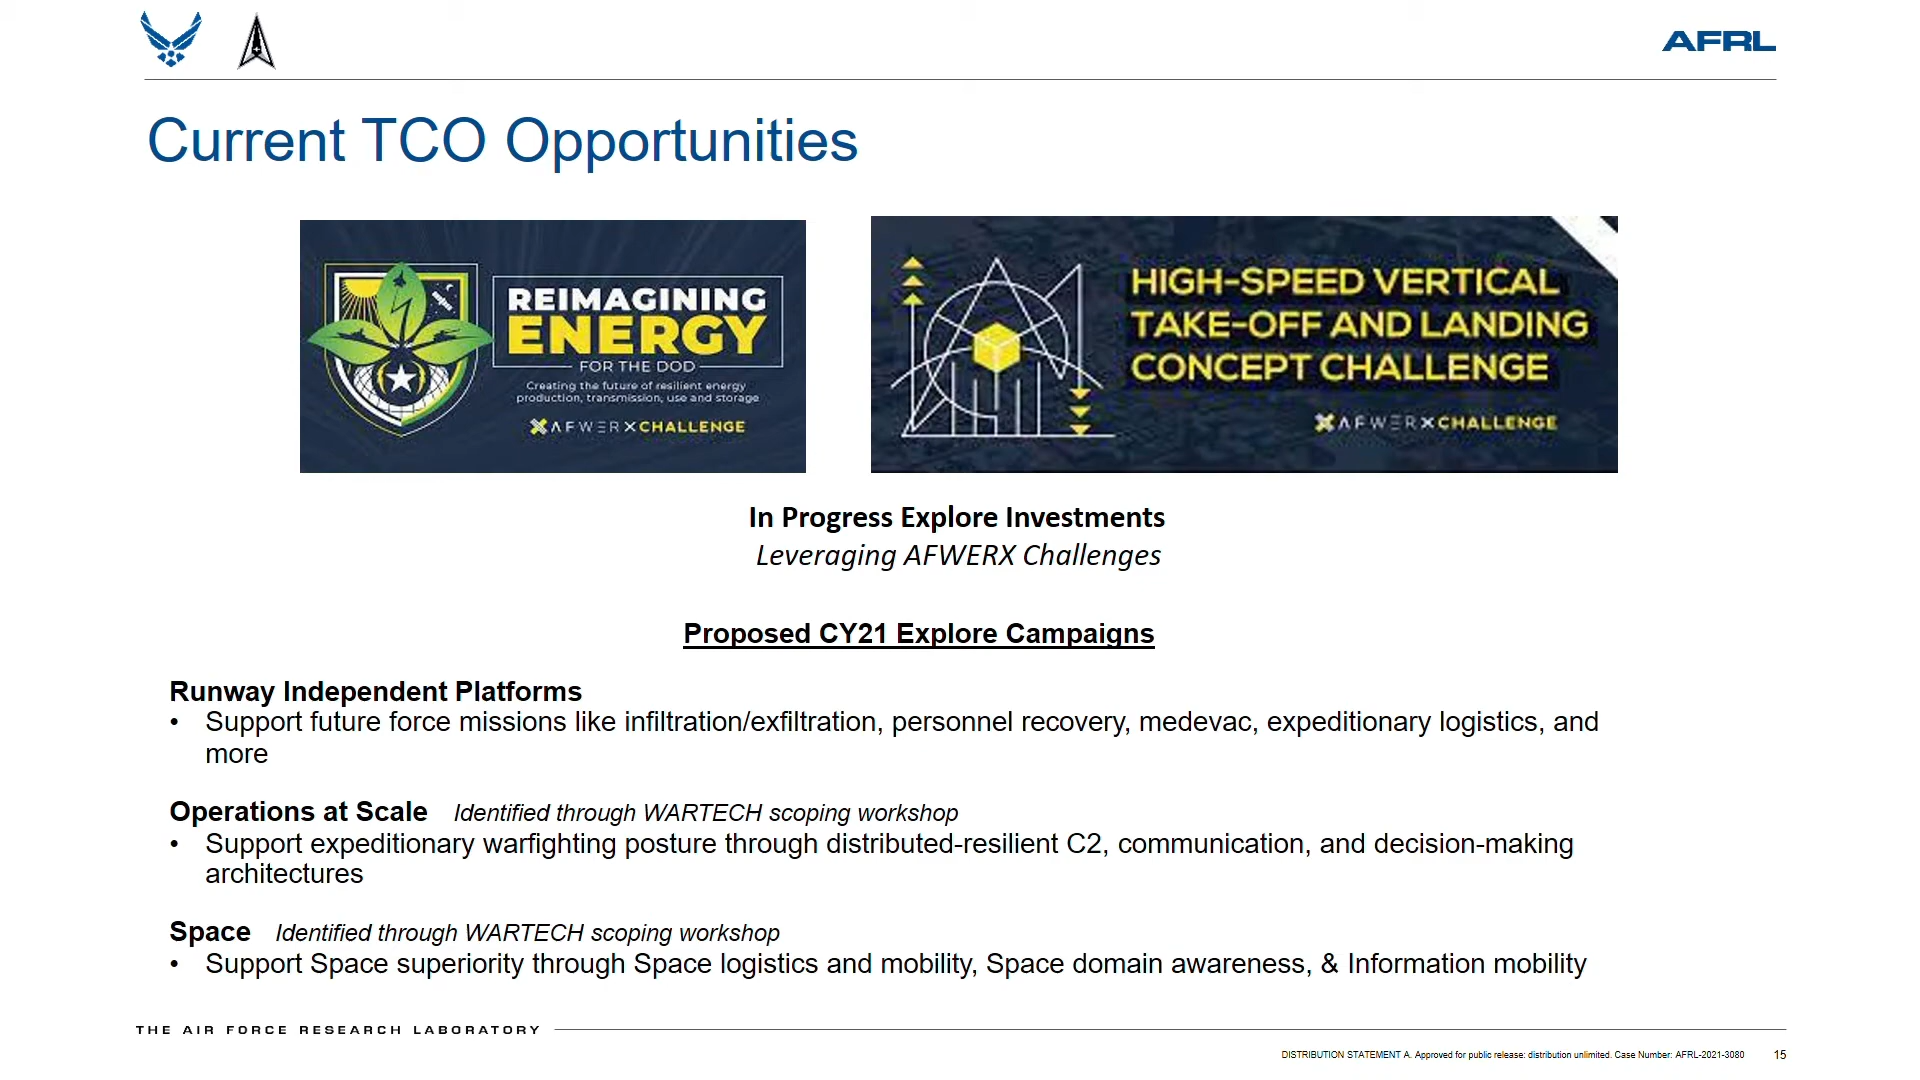 AFRL
Current TCO Opportunities
REIMAGINING
ENERGY
FOR THE DOD
Creating the future of resilient energy
production, transmission, use and storage
AFWERXCHALLENGE
HIGH-SPEED VERTICAL
TAKE-OFF AND LANDING
CONCEPT CHALLENGE
AFWERXCHALLENGE
In Progress Explore Investments
Leveraging AFWERX Challenges
Proposed CY21 Explore Campaigns
Runway Independent Platforms
• Support future force missions like infiltration/exfiltration, personnel recovery, medevac, expeditionary logistics, and
more
Operations at Scale Identified through WARTECH scoping workshop
• Support expeditionary warfighting posture through distributed-resilient C2, communication, and decision-making
architectures
Space Identified through WARTECH scoping workshop
• Support Space superiority through Space logistics and mobility, Space domain awareness, & Information mobility
THE AIR FORCE RESEARCH LABORATORY
DISTRIBUTION STATEMENT A. Approved for public release: distribution unlimited. Case Number: AFRL-2021-3080 15